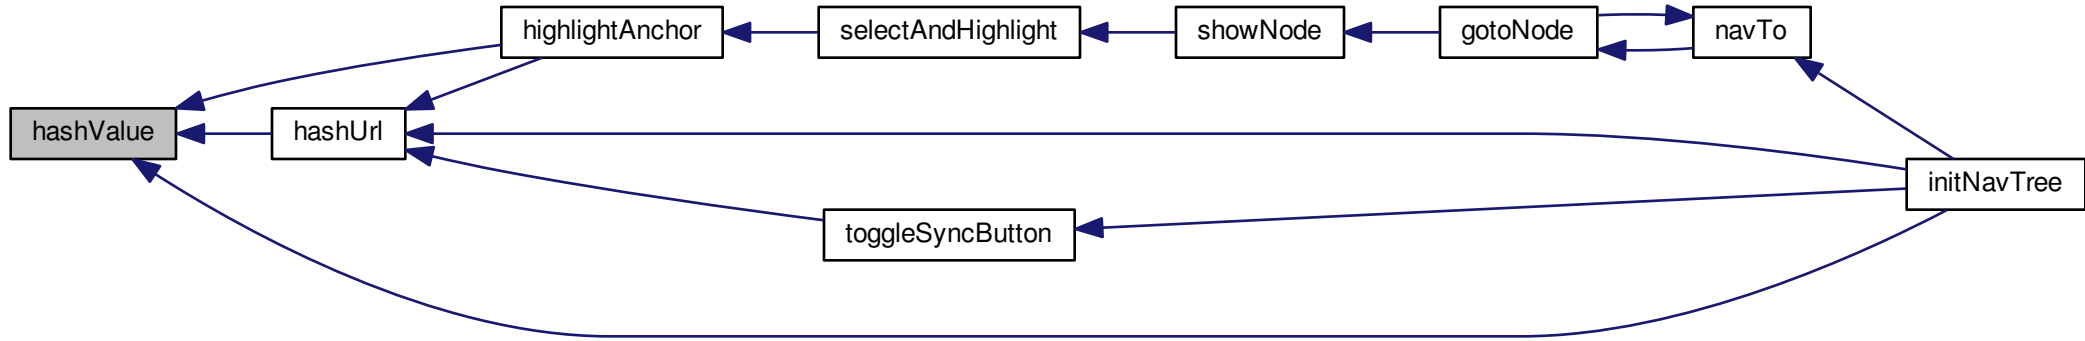 highlightAnchor
selectAndHighlight
showNode
gotoNode
navTo
hashValue
hashUrl
initNavTree
toggleSyncButton